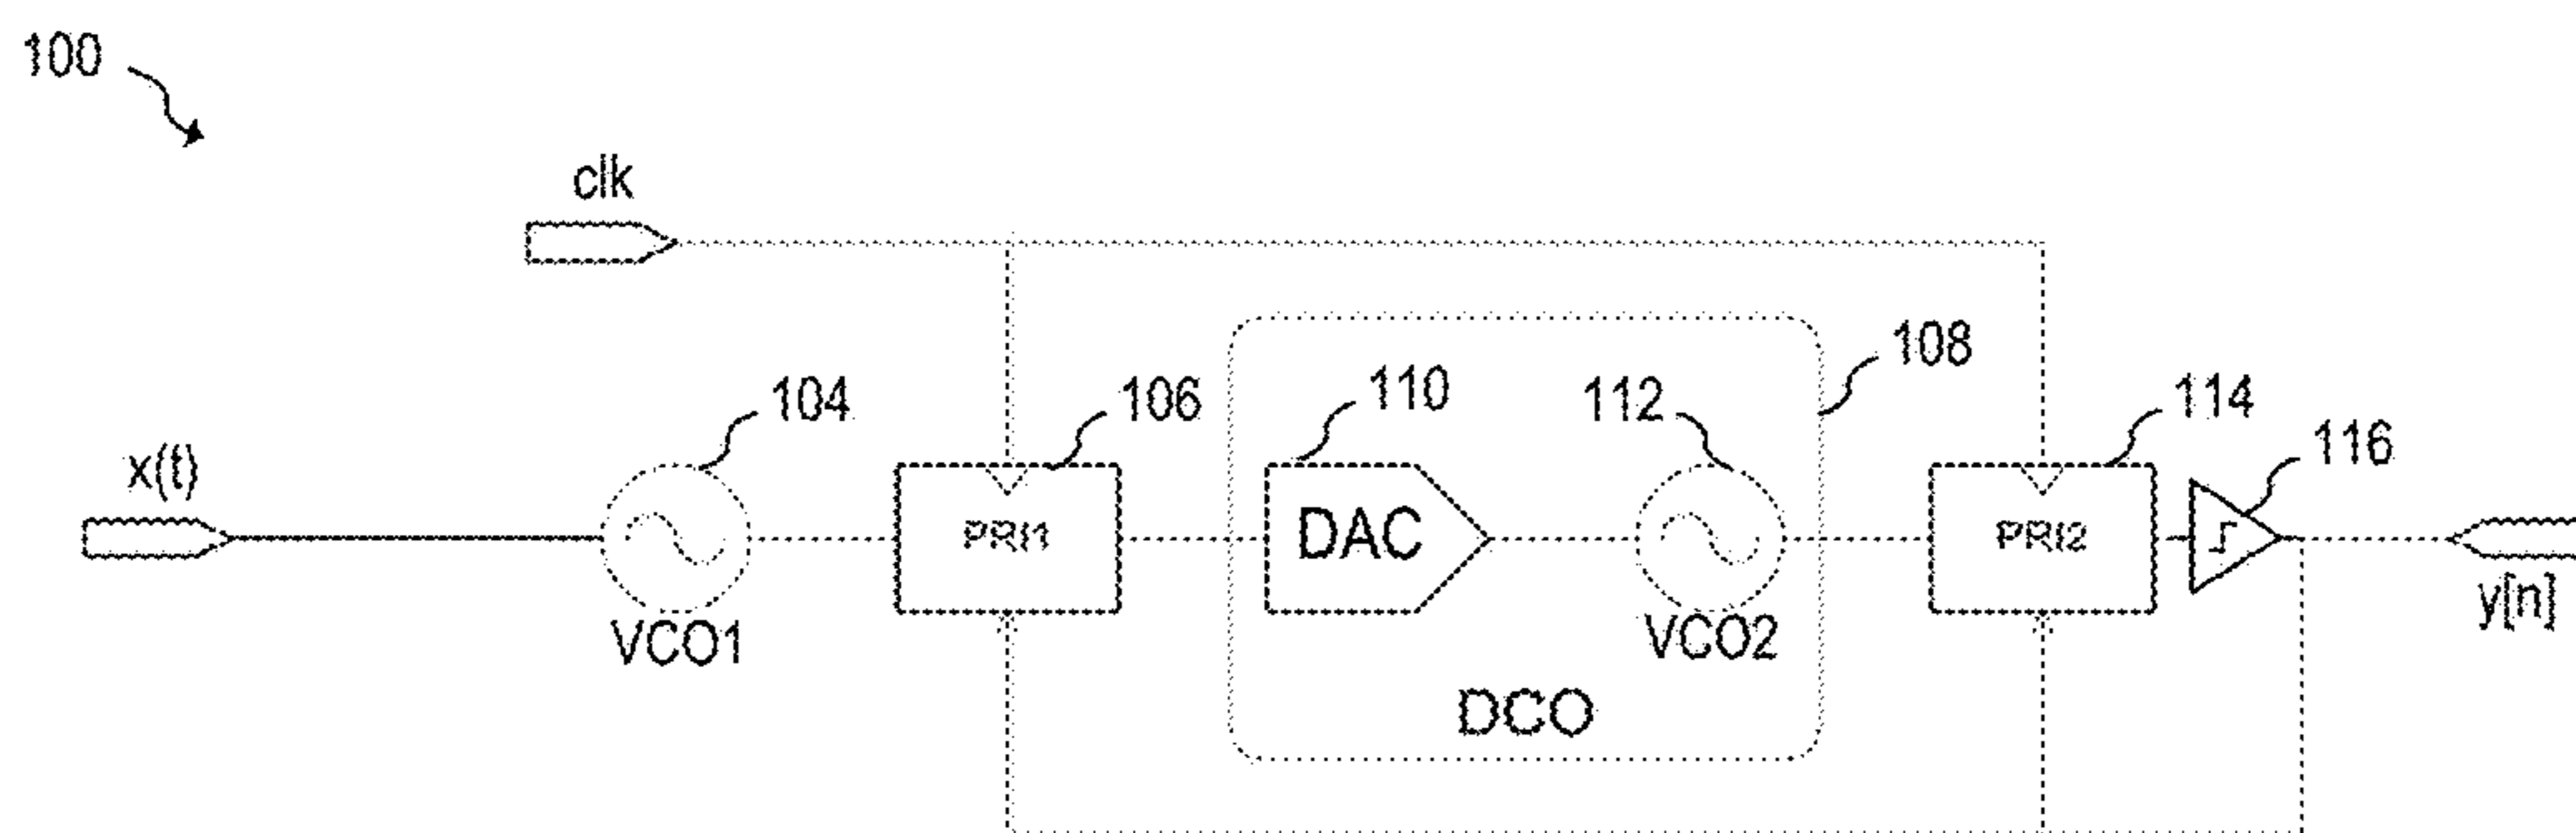 100
clk
108
104
106
110
112
114
116
x(t)
PRI1
DAC
PRI2
VCO1
VCO2
y[n]
DCO